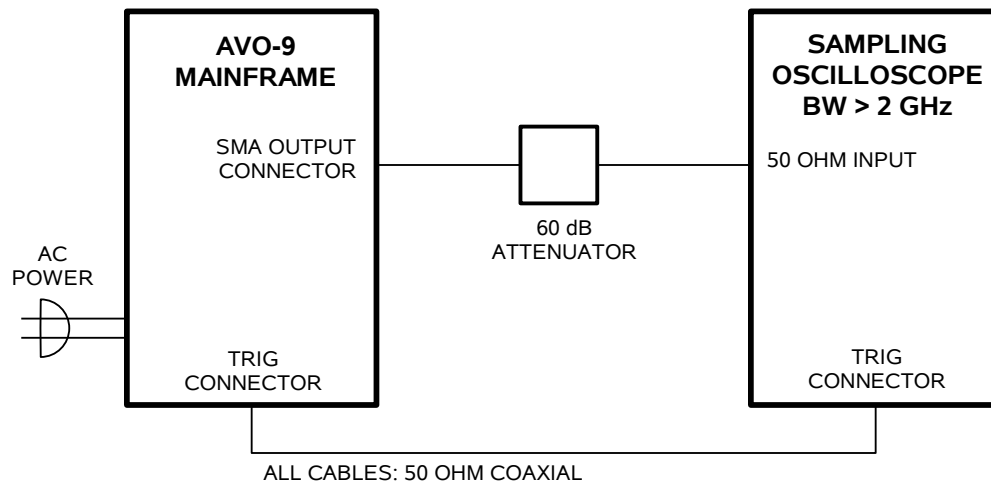 AVO-9
MAINFRAME
SMA OUTPUT
CONNECTOR
AC
POWER
TRIG
CONNECTOR
60 dB
ATTENUATOR
SAMPLING
OSCILLOSCOPE
BW > 2 GHz
50 OHM INPUT
TRIG
CONNECTOR
ALL CABLES: 50 OHM COAXIAL